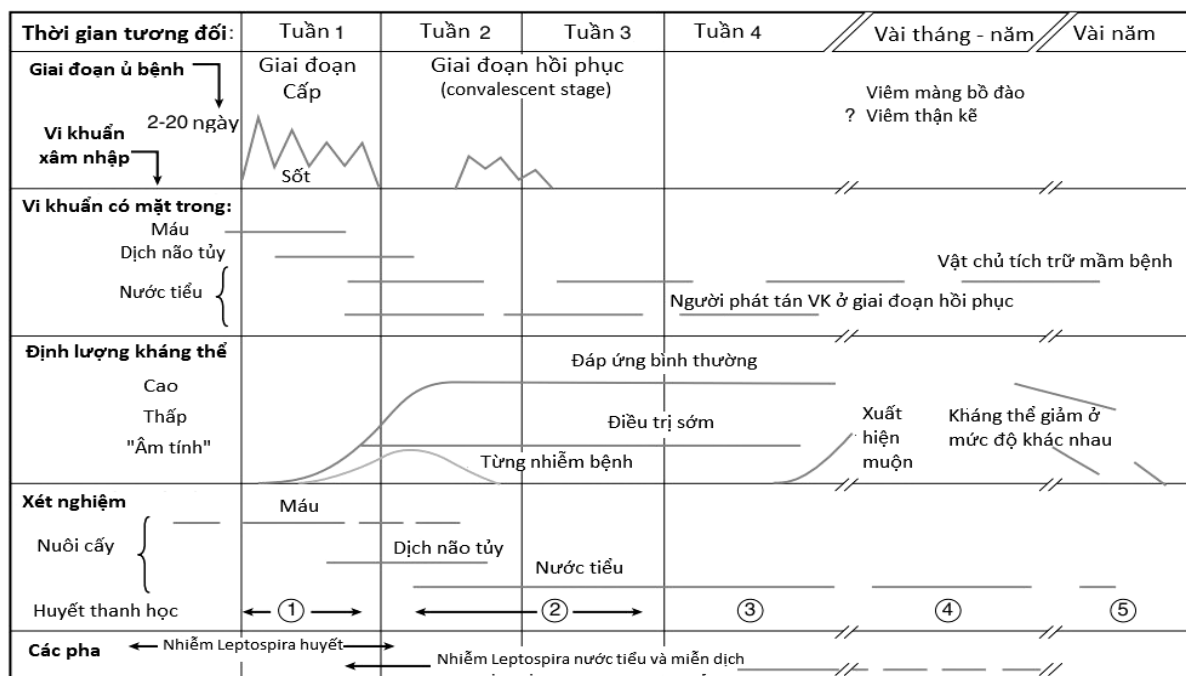 Thời gian tương đối: Tuần 1 Tuần 2 Tuần 3 Tuần 4 Vài tháng - năm Vài năm
Giai đoạn ủ bệnh
2-20 ngày
Vi khuẩn
xâm nhập
Giai đoạn
Cấp
Sốt
Giai đoạn hồi phục
(convalescent stage)
Viêm màng bồ đào
? Viêm thận kẽ
Vi khuẩn có mặt trong:
Máu
Dịch não tủy
Nước tiểu
Vật chủ tích trữ mầm bệnh
Người phát tán VK ở giai đoạn hồi phục
Định lượng kháng thể
Cao
Thấp
"Âm tính"
Đáp ứng bình thường
Điều trị sớm
Từng nhiễm bệnh
Xuất
hiện
muộn
Kháng thể giảm ở
mức độ khác nhau
Xét nghiệm
Nuôi cấy
Máu
Dịch não tủy
Nước tiểu
Huyết thanh học 1 2 3 4 5
Các pha
Nhiễm Leptospira huyết
Nhiễm Leptospira nước tiểu và miễn dịch